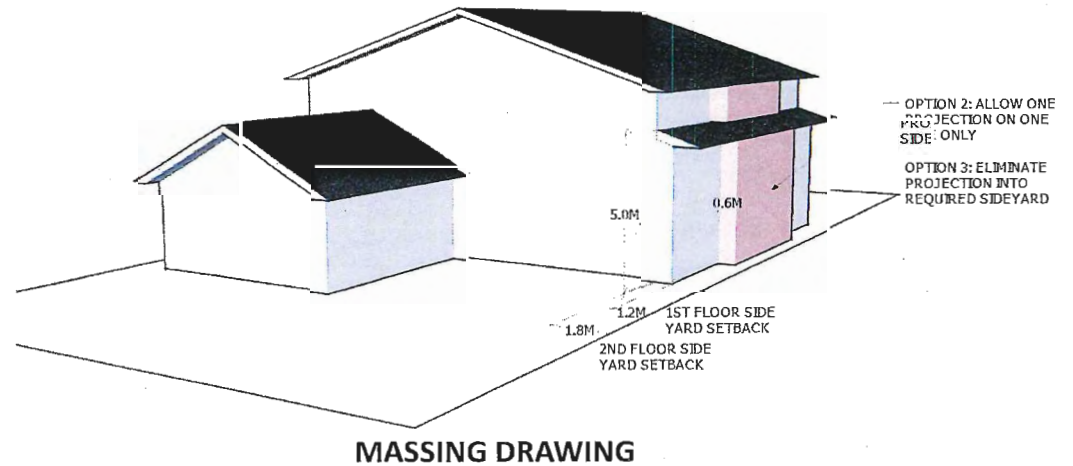 OPTION 2: ALLOW ONE
PROJECTION ON ONE
SIDE ONLY
OPTION 3: ELIMINATE
PROJECTION INTO
REQUIRED SIDEYARD
0.6M
5.0M
1.2M
1ST FLOOR SIDE
YARD SETBACK
1.8M
2ND FLOOR SIDE
YARD SETBACK
MASSING DRAWING